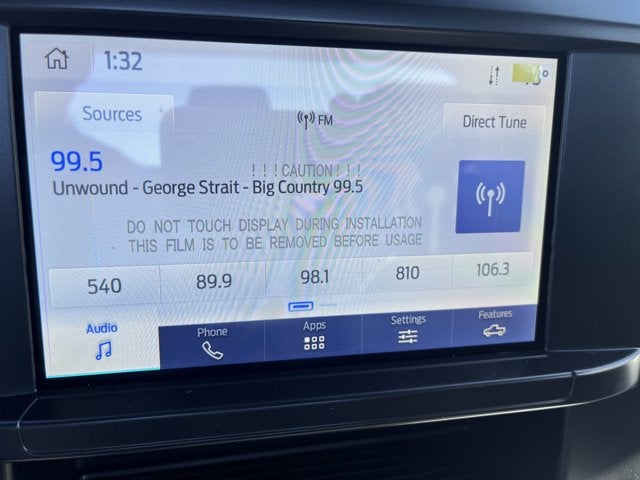 1:32
Sources
FM
Direct Tune
99.5
! ! ! CAUTION ! ! !
Unwound - George Strait - Big Country 99.5
DO NOT TOUCH DISPLAY DURING INSTALLATION
THIS FILM IS TO BE REMOVED BEFORE USAGE
540 89.9 98.1 810 106.3
Audio Phone Apps Settings Features